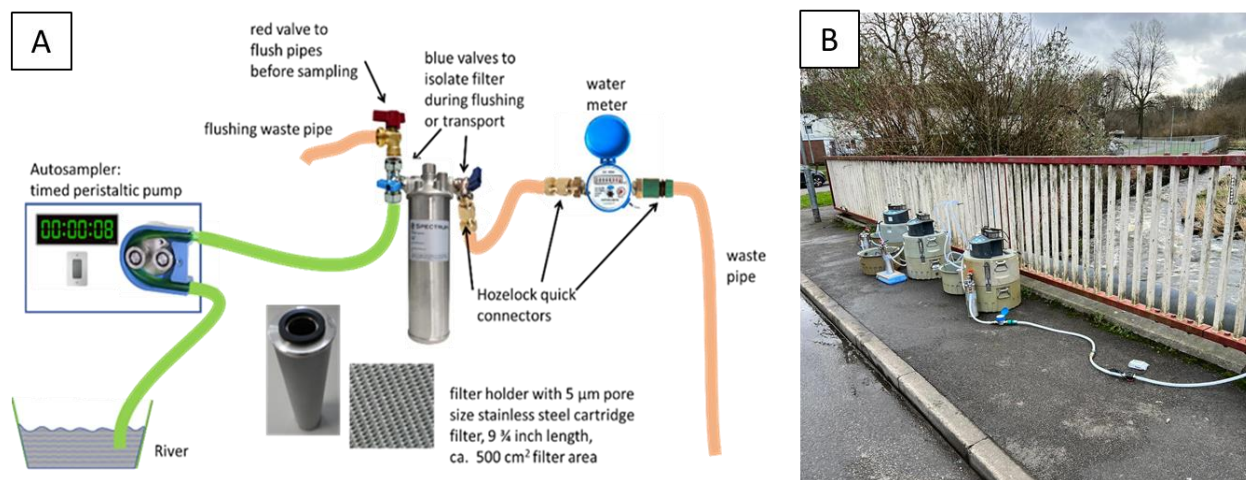 A
red valve to
flush pipes
before sampling
blue valves to
isolate filter
during flushing
or transport
water
meter
flushing waste pipe
Autosampler:
timed peristaltic pump
00:00:08
SPECTRUM
Hozelock quick
connectors
waste
pipe
filter holder with 5 µm pore
size stainless steel cartridge
filter, 9 ¾ inch length,
ca. 500 cm² filter area
River
B